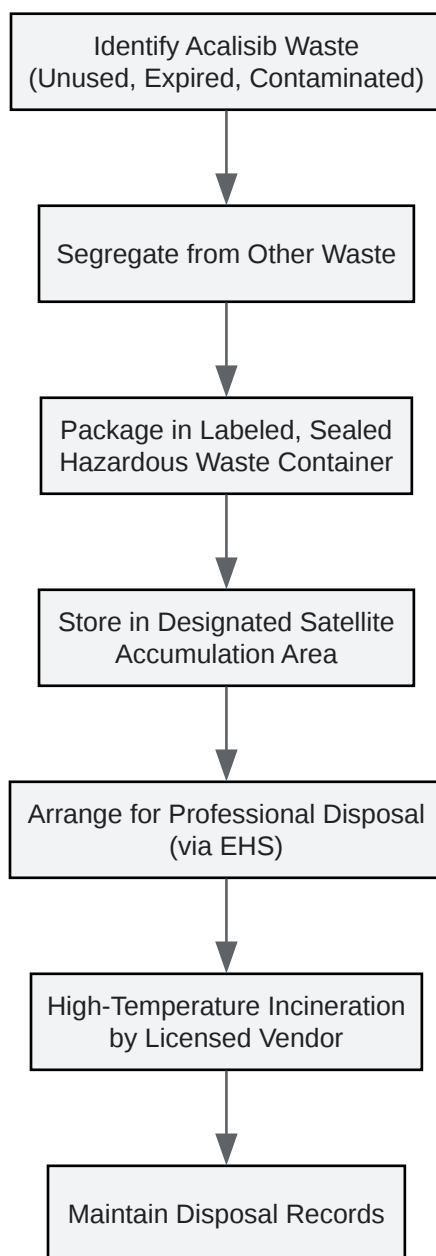 Identify Acalisib Waste
(Unused, Expired, Contaminated)
Segregate from Other Waste
Package in Labeled, Sealed
Hazardous Waste Container
Store in Designated Satellite
Accumulation Area
Arrange for Professional Disposal
(via EHS)
High-Temperature Incineration
by Licensed Vendor
Maintain Disposal Records